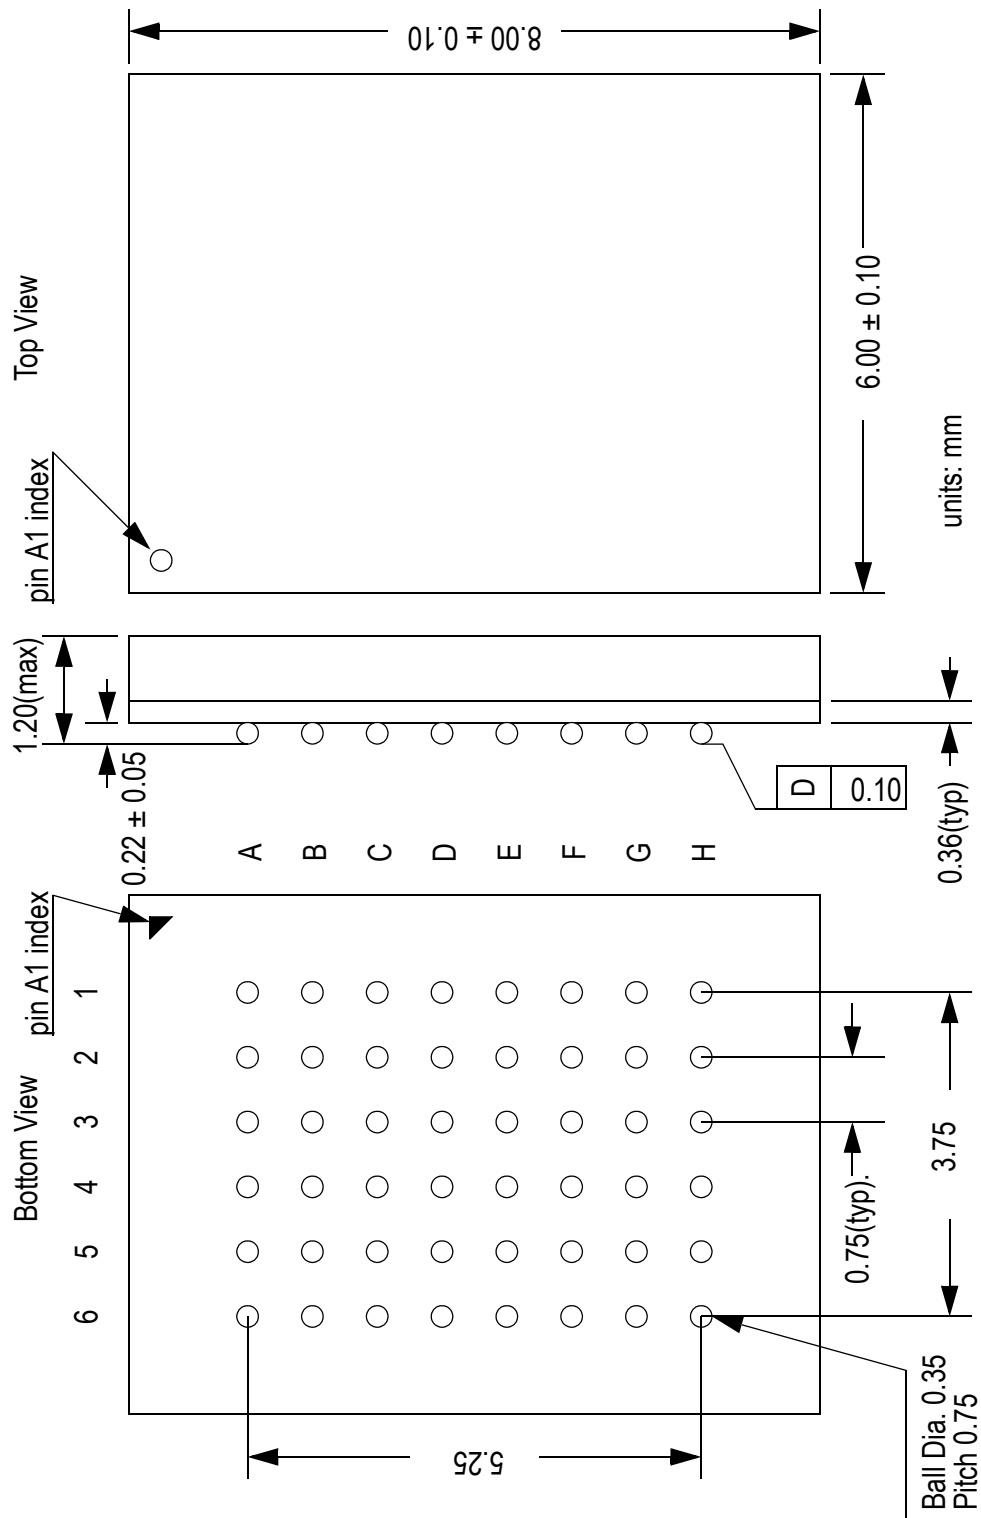 Top View
pin A1 index
8.00 ± 0.10
6.00 ± 0.10
units: mm
1.20(max)
0.22 ± 0.05
D 0.10
0.36(typ)
A B C D E F G H
Bottom View
pin A1 index
1
2
3
4
5
6
0.75(typ).
3.75
5.25
Ball Dia. 0.35
Pitch 0.75